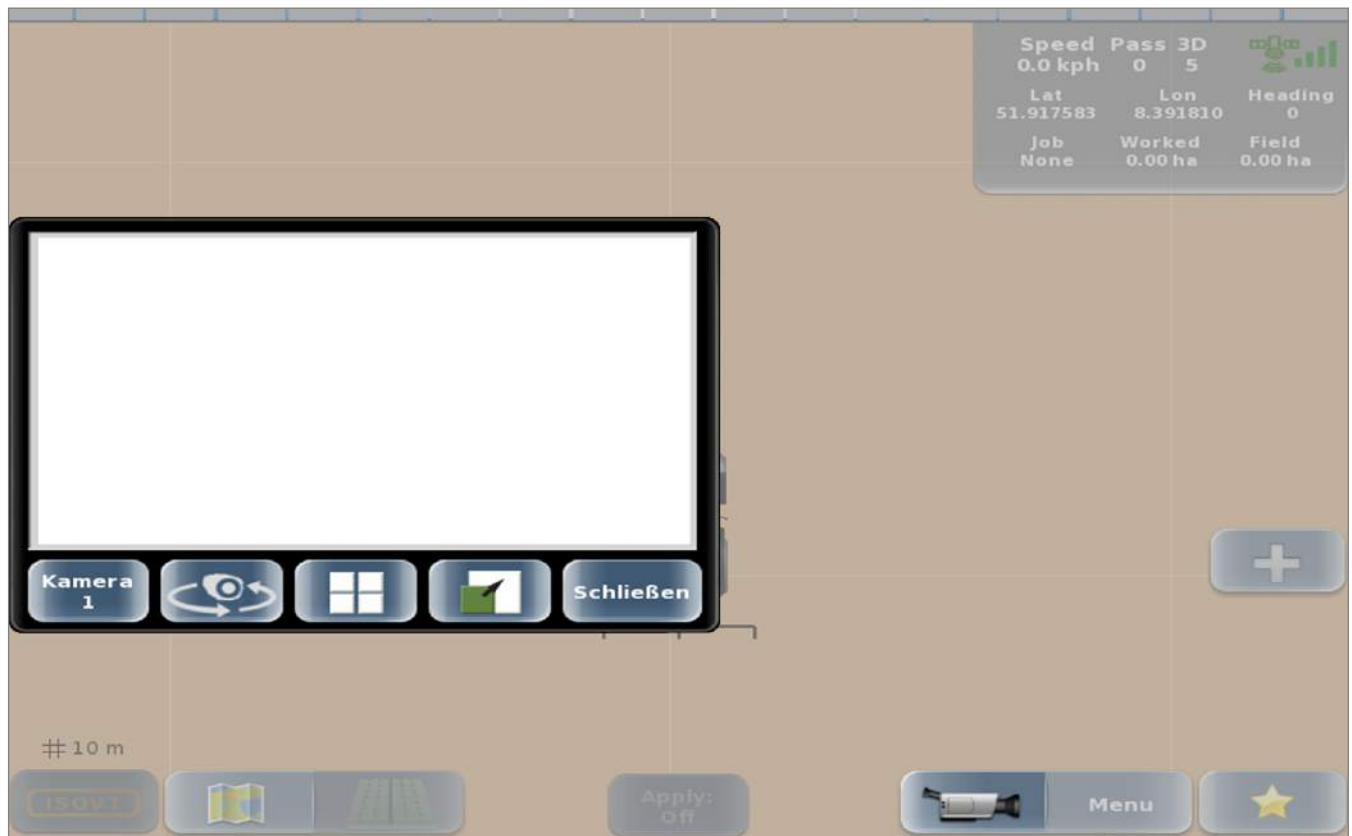 Speed Pass 3D
0.0 kph 0 5
Lat Lon Heading
51.917583 8.391810 0
Job Worked Field
None 0.00 ha 0.00 ha
Kamera
1
Schließen
10 m
ISOVT
Apply:
Off
Menu